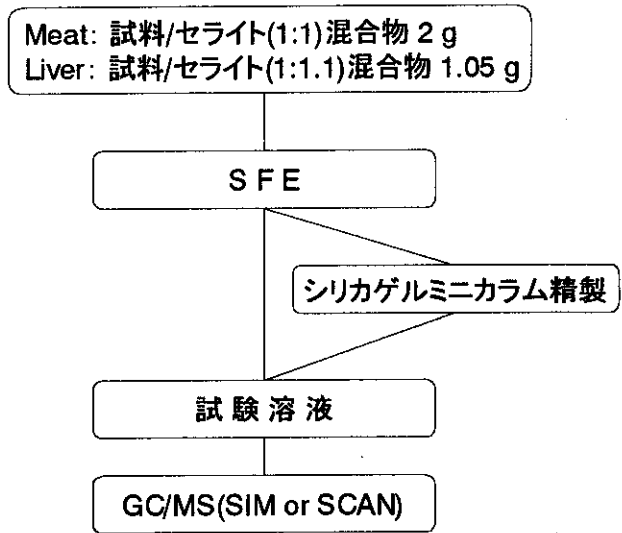 Meat: 試料/セライト(1:1)混合物 2 g
Liver: 試料/セライト(1:1.1)混合物 1.05 g
S F E
シリカゲルミニカラム精製
試 験 溶 液
GC/MS(SIM or SCAN)